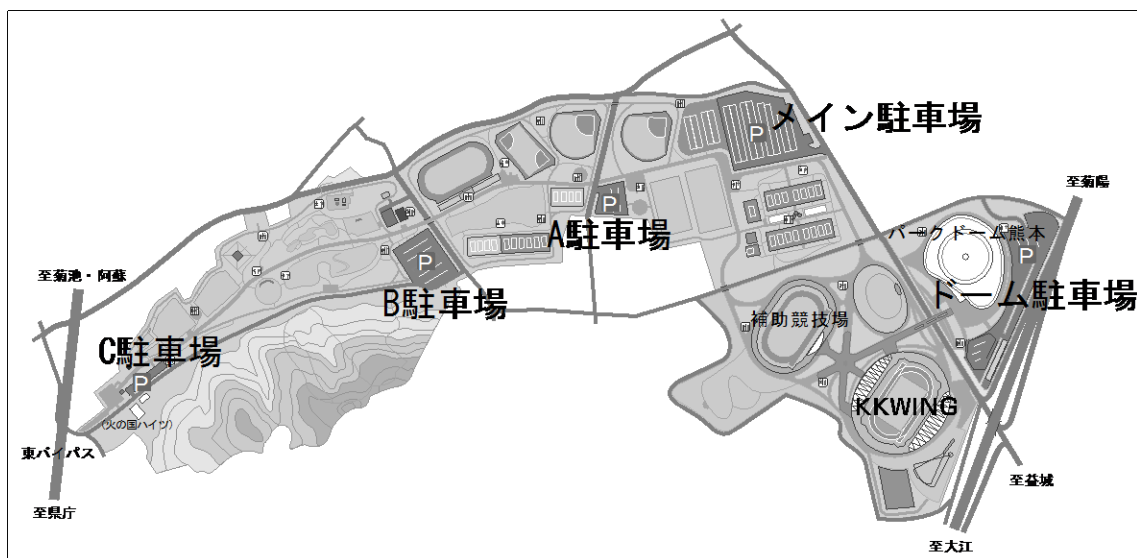 メイン駐車場
P
至菊陽
P
A駐車場
パークドーム熊本
P
P
至菊池・阿蘇
B駐車場
ドーム駐車場
補助競技場
C駐車場
P
KKWING
(火の国ハイツ)
東バイパス
至益城
至県庁
至大江